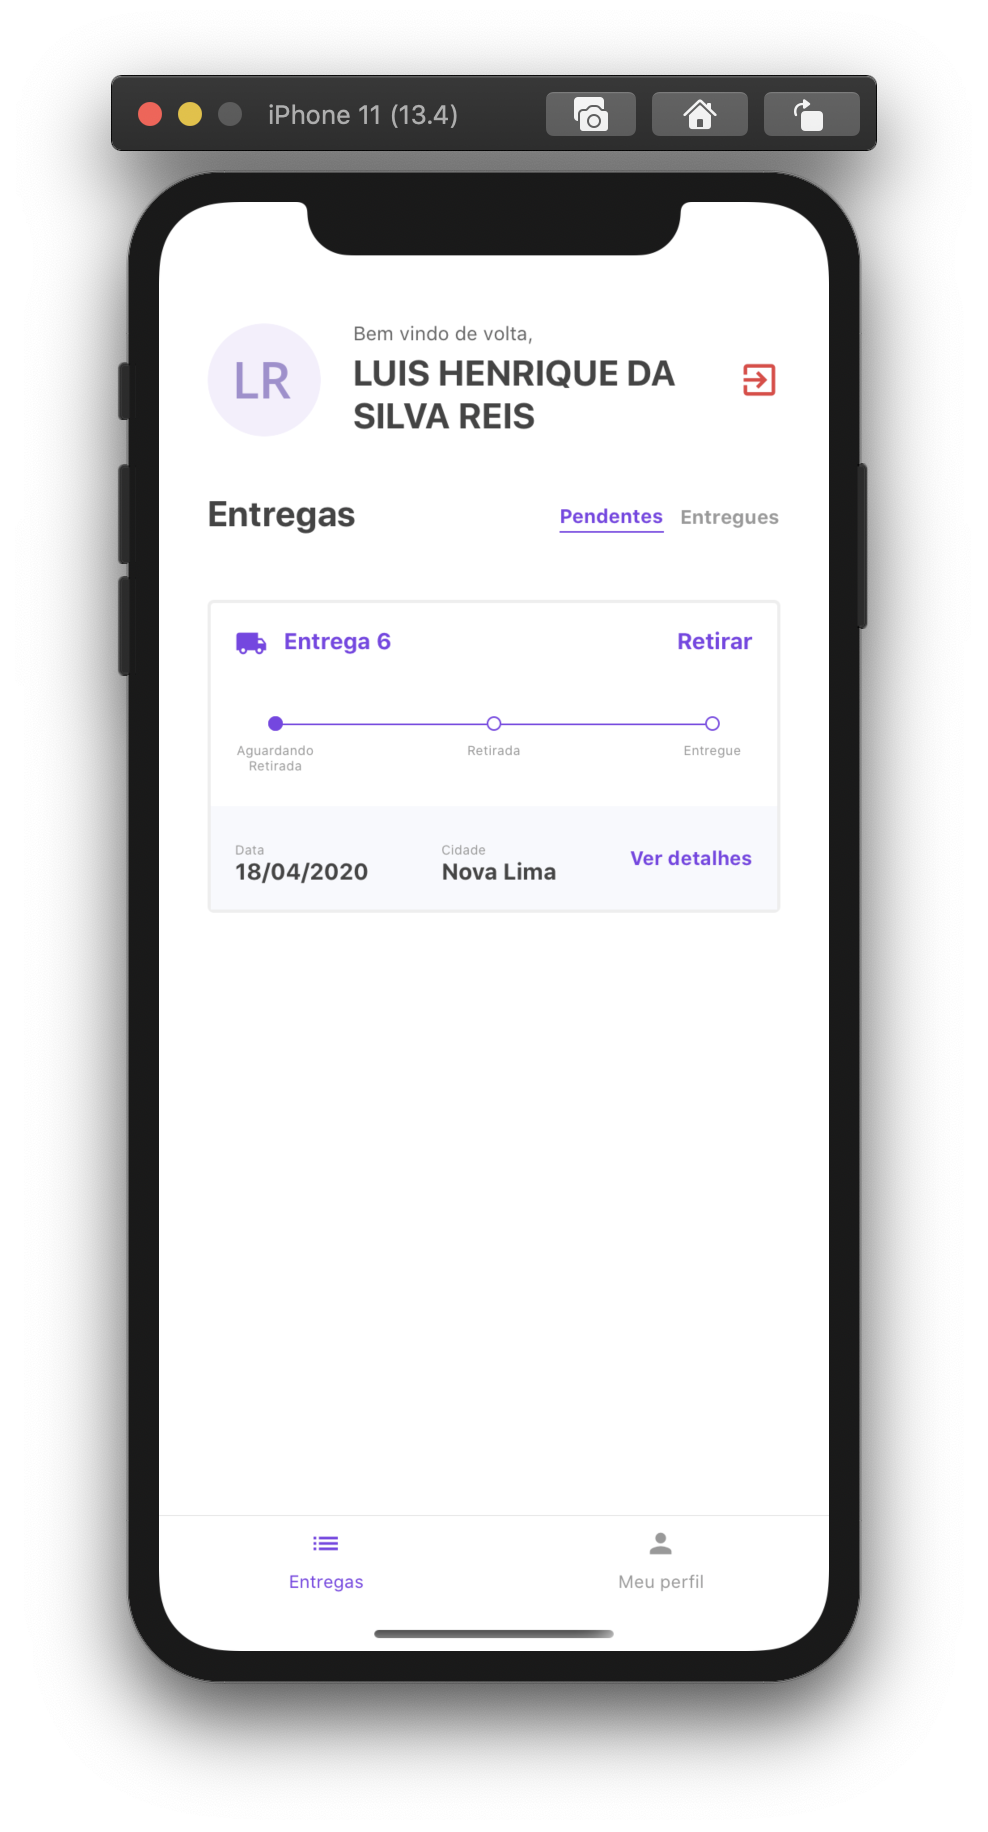 iPhone 11 (13.4)
LR
Bem vindo de volta,
LUIS HENRIQUE DA
SILVA REIS
Entregas
Pendentes Entregues
Entrega 6 Retirar
Aguardando
Retirada
Retirada
Entregue
Data
18/04/2020
Cidade
Nova Lima
Ver detalhes
Entregas
Meu perfil